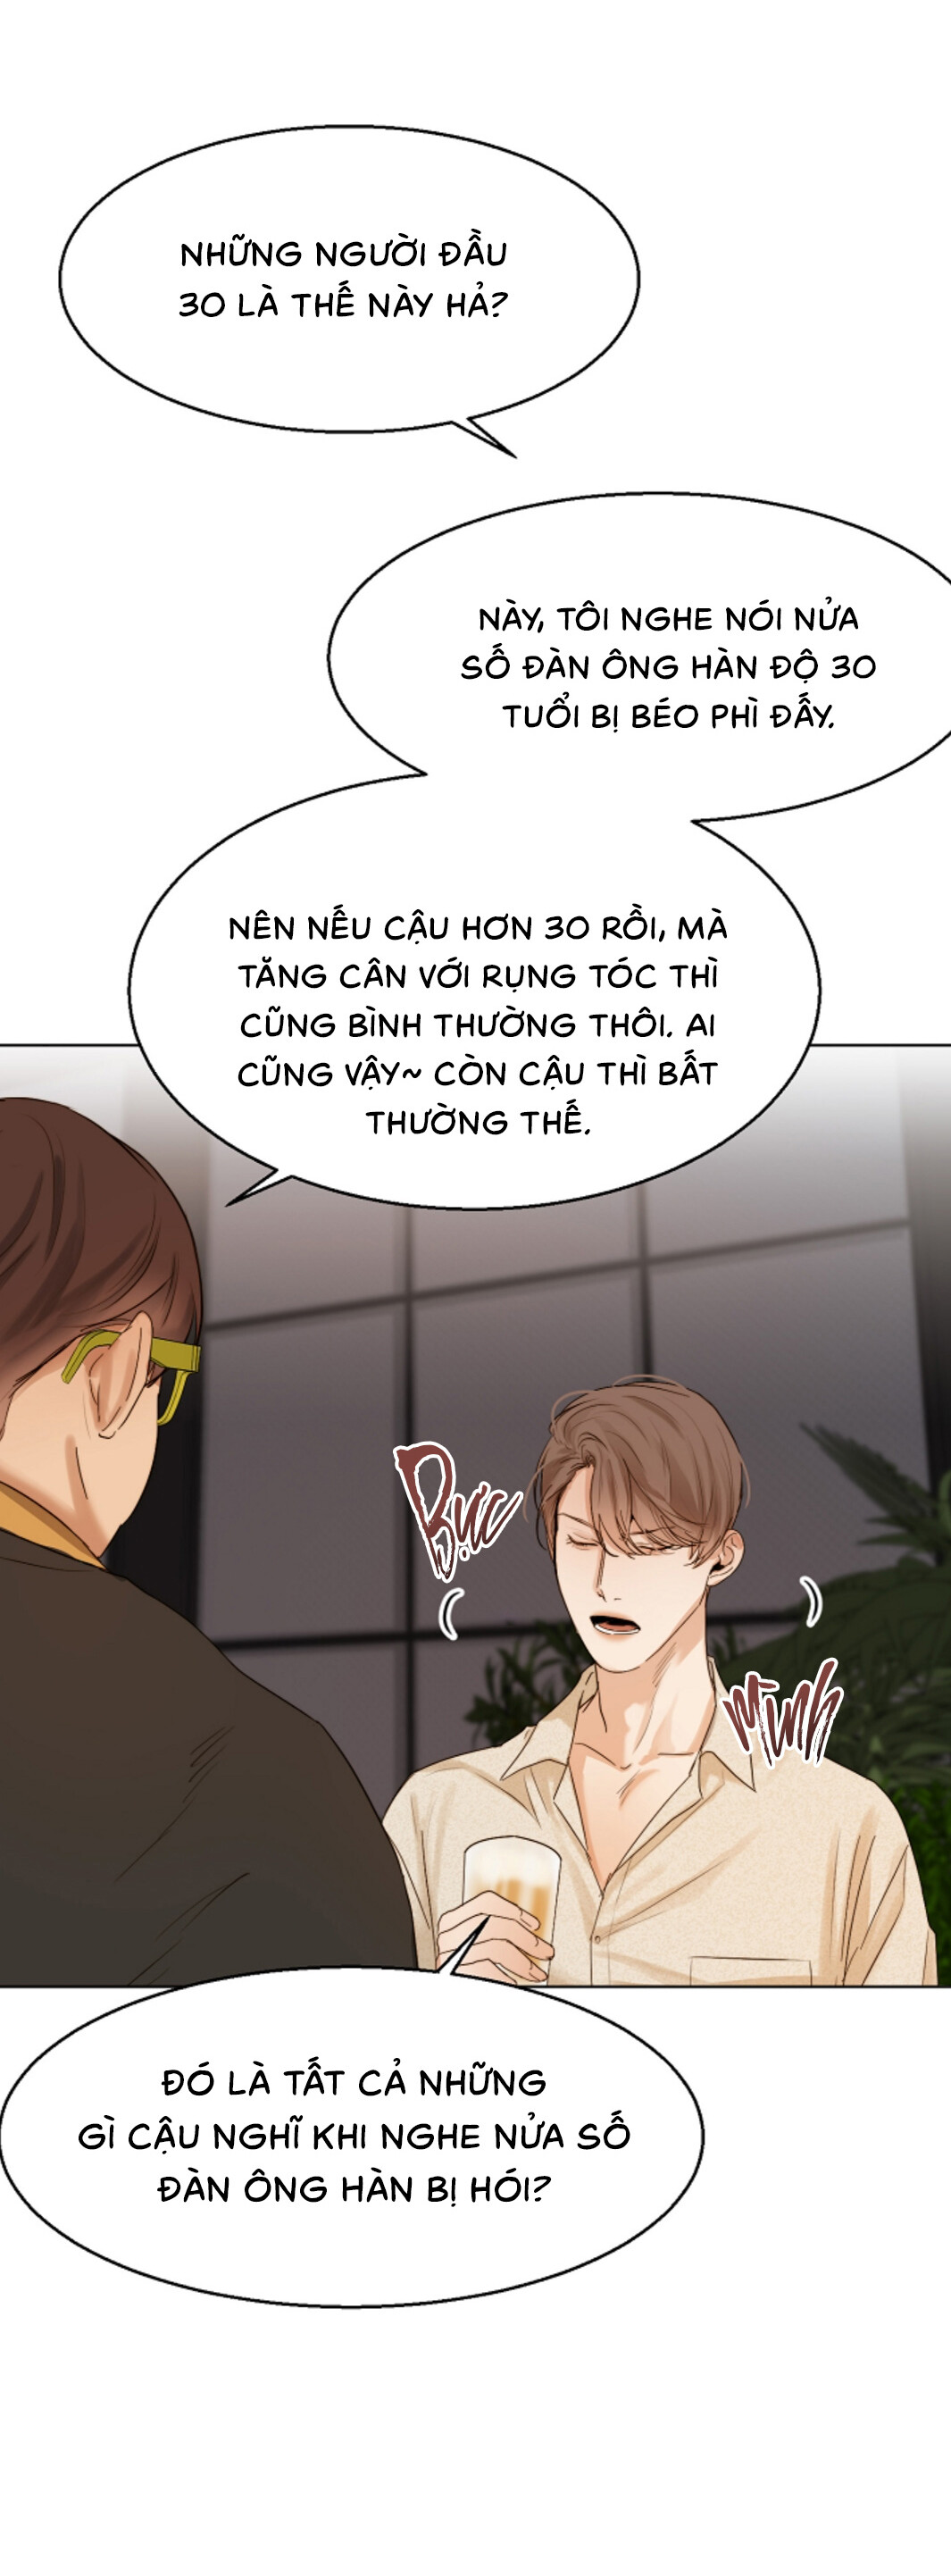 NHỮNG NGƯỜI ĐẦU
30 LÀ THẾ NÀY HẢ?
NÀY, TÔI NGHE NÓI NỬA
SỐ ĐÀN ÔNG HÀN ĐỘ 30
TUỔI BỊ BÉO PHÌ ĐẤY.
NÊN NẾU CẬU HƠN 30 RỒI, MÀ
TĂNG CÂN VỚI RỤNG TÓC THÌ
CŨNG BÌNH THƯỜNG THÔI. AI
CŨNG VẬY~ CÒN CẬU THÌ BẤT
THƯỜNG THẾ.
BỰC
MÌNH
ĐÓ LÀ TẤT CẢ NHỮNG
GÌ CẬU NGHĨ KHI NGHE NỬA SỐ
ĐÀN ÔNG HÀN BỊ HÓI?